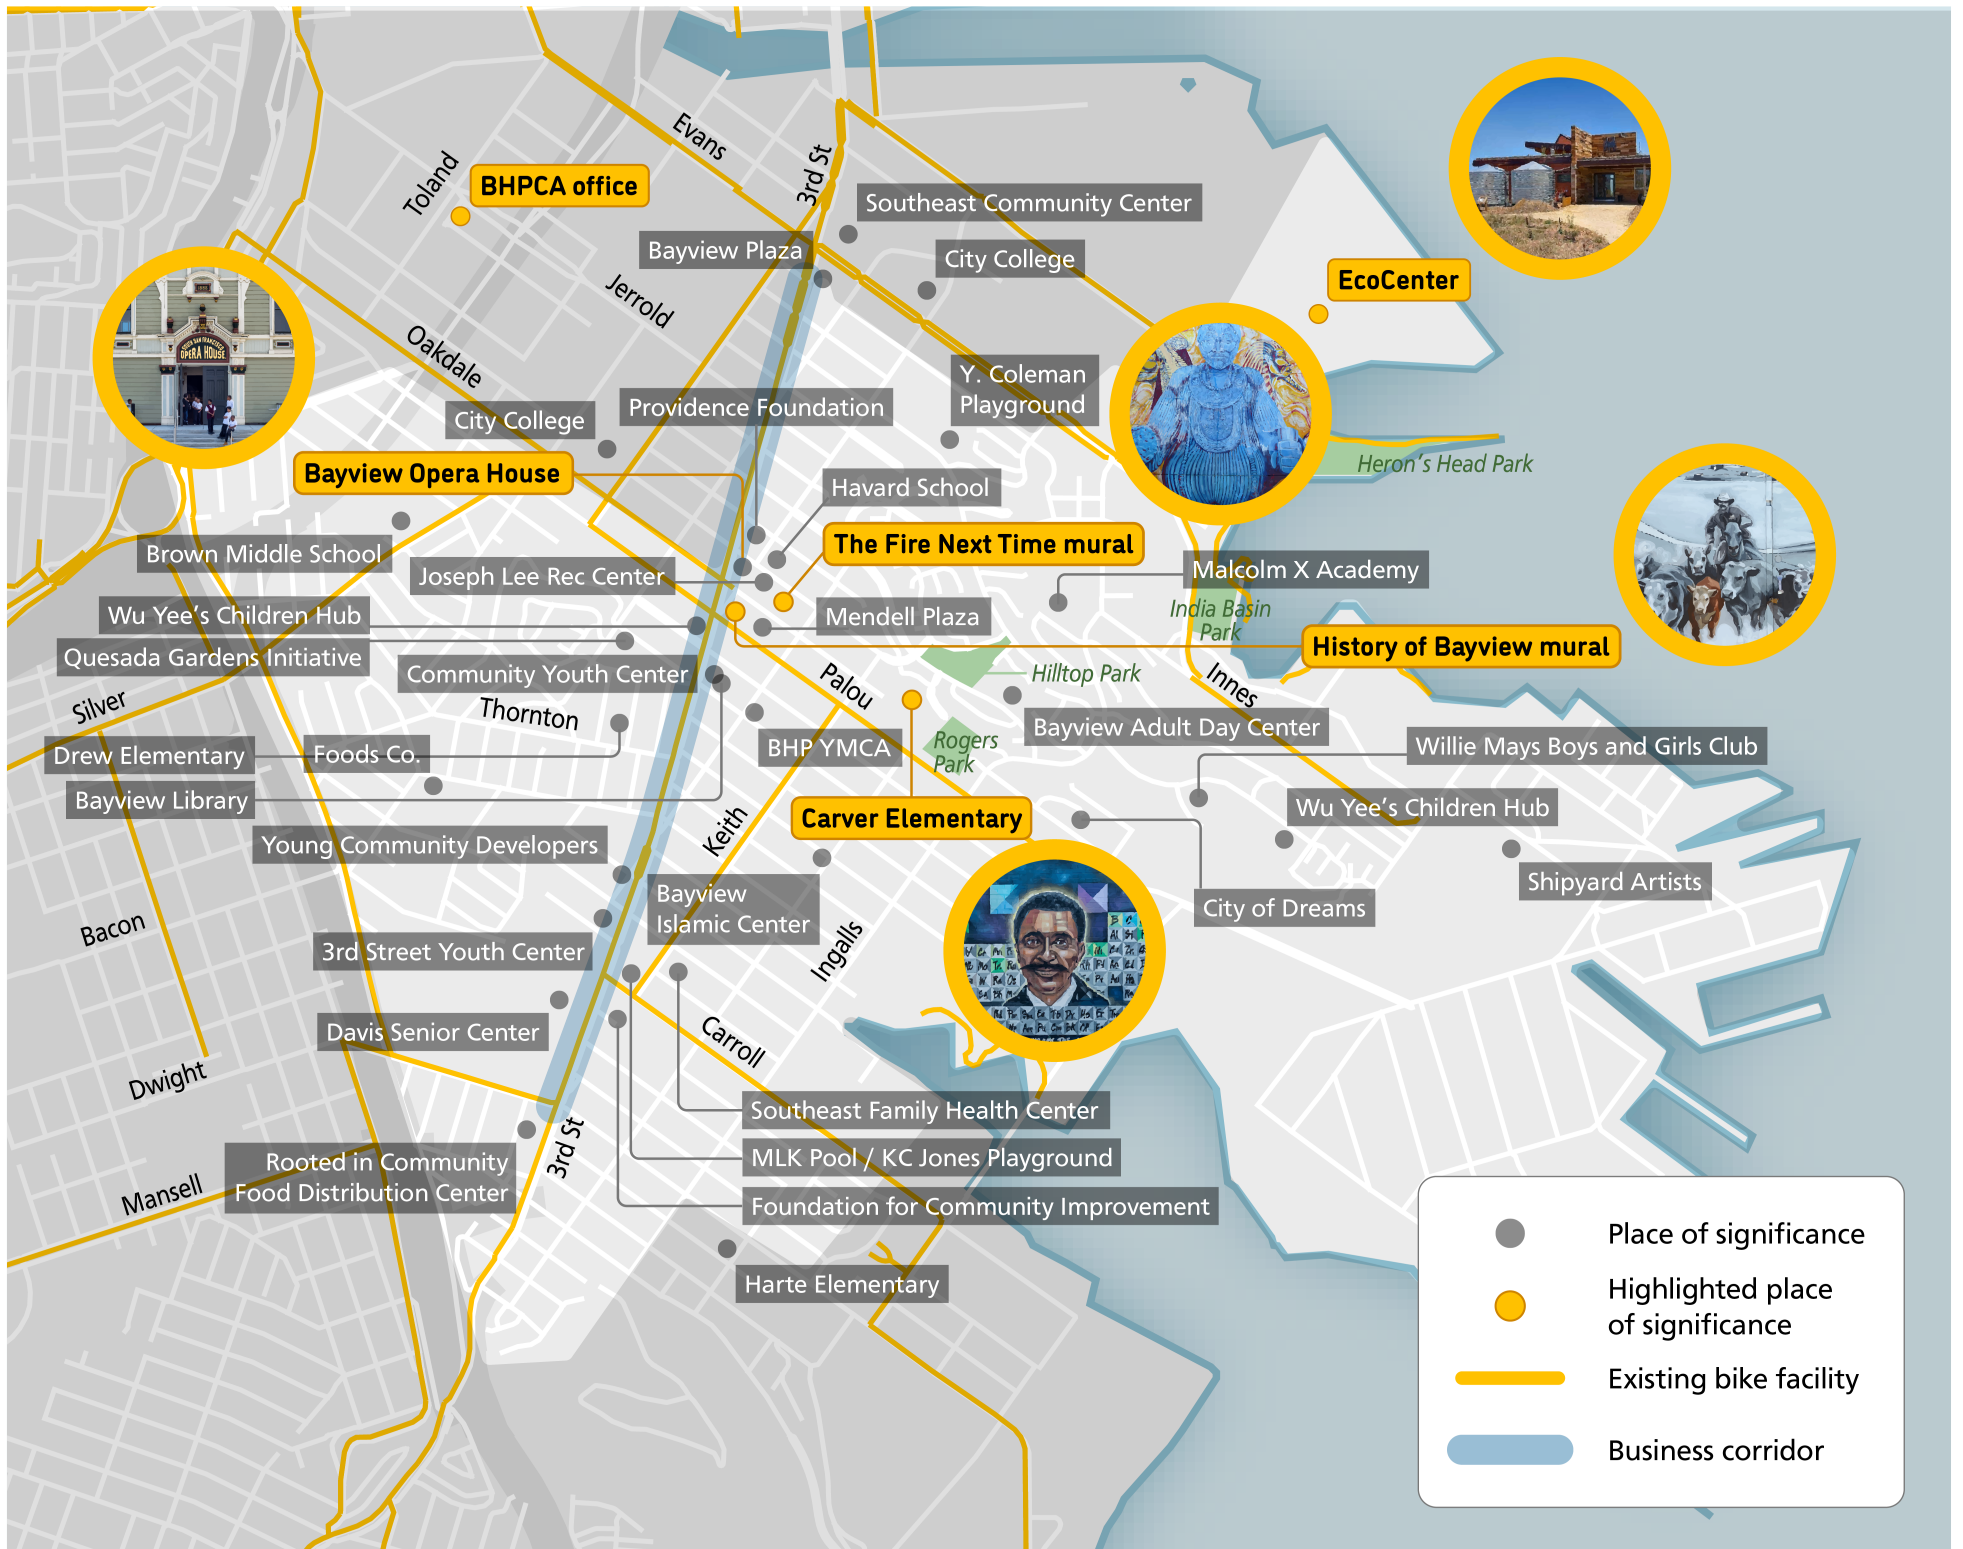 Evans
3rd St
Toland
BHPCA office
Southeast Community Center
Bayview Plaza
City College
EcoCenter
Jerrold
Oakdale
OPERA HOUSE
Y. Coleman
Playground
Providence Foundation
City College
Heron's Head Park
Bayview Opera House
Havard School
The Fire Next Time mural
Brown Middle School
Joseph Lee Rec Center
Malcolm X Academy
Wu Yee's Children Hub
Mendell Plaza
India Basin
Park
Quesada Gardens Initiative
History of Bayview mural
Community Youth Center
Hilltop Park
Palou
Innes
Silver
Thornton
Bayview Adult Day Center
Drew Elementary
Foods Co.
BHP YMCA
Rogers
Park
Willie Mays Boys and Girls Club
Bayview Library
Wu Yee's Children Hub
Carver Elementary
Keith
Young Community Developers
Shipyard Artists
Bayview
Islamic Center
City of Dreams
Bacon
3rd Street Youth Center
Ingalls
Davis Senior Center
Carroll
Dwight
Southeast Family Health Center
3rd St
MLK Pool / KC Jones Playground
Rooted in Community
Food Distribution Center
Mansell
Foundation for Community Improvement
Harte Elementary
Place of significance
Highlighted place
of significance
Existing bike facility
Business corridor